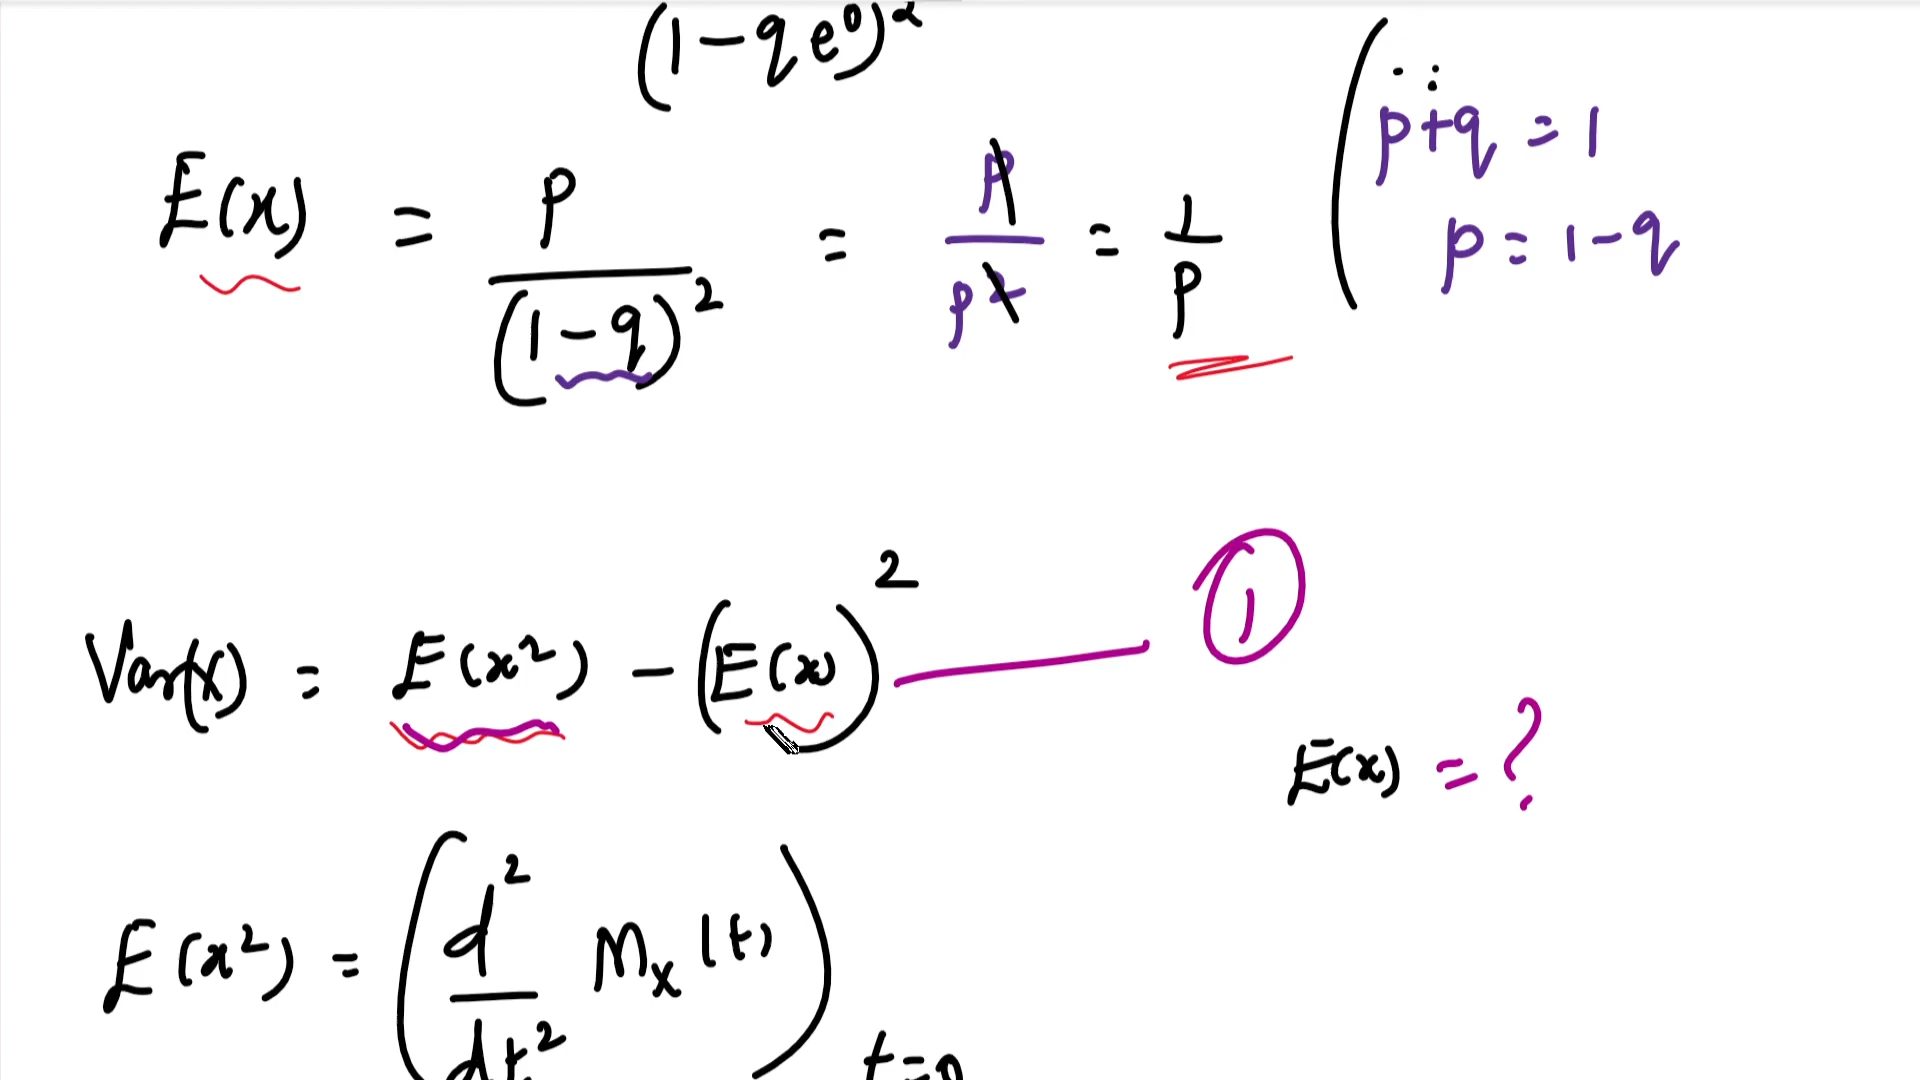 (1-qe⁰)²
E(x) = p/(1-q)² = p/p² = 1/p
∵ p+q = 1
p = 1-q
Var(X) = E(x²) - (E(x))² ——— ①
E(x) = ?
E(x²) = (d²/dt² Mx(t)) t=0